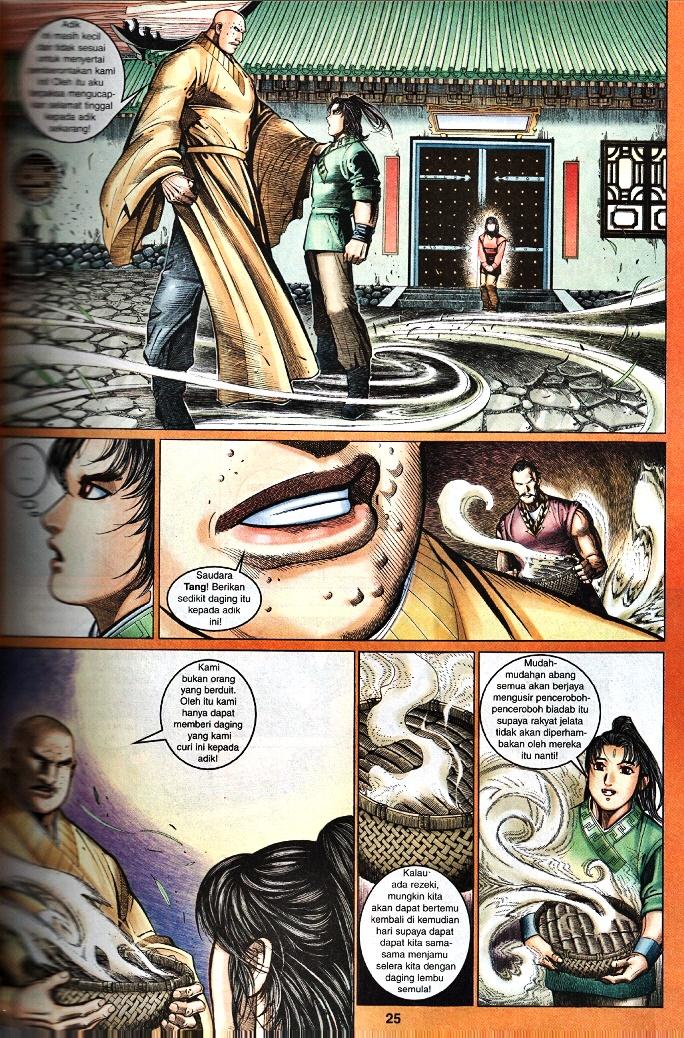 Adik
masih kecil
dan tidak sesuai
untuk menyertai
kami
Oleh itu aku
terpaksa mengucap-
kan selamat tinggal
kepada adik
sekarang!
Saudara
Tang! Berikan
sedikit daging itu
kepada adik
ini!
Kami
bukan orang
yang berduit.
Oleh itu kami
hanya dapat
memberi daging
yang kami
curi ini kepada
adik!
Kalau
ada rezeki,
mungkin kita
akan dapat bertemu
kembali di kemudian
hari supaya dapat
dapat kita sama-
sama menjamu
selera kita dengan
daging lembu
semula!
Mudah-
mudahan abang
semua akan berjaya
mengusir penceroboh-
penceroboh biadab itu
supaya rakyat jelata
tidak akan diperham-
bakan oleh mereka
itu nanti!
25